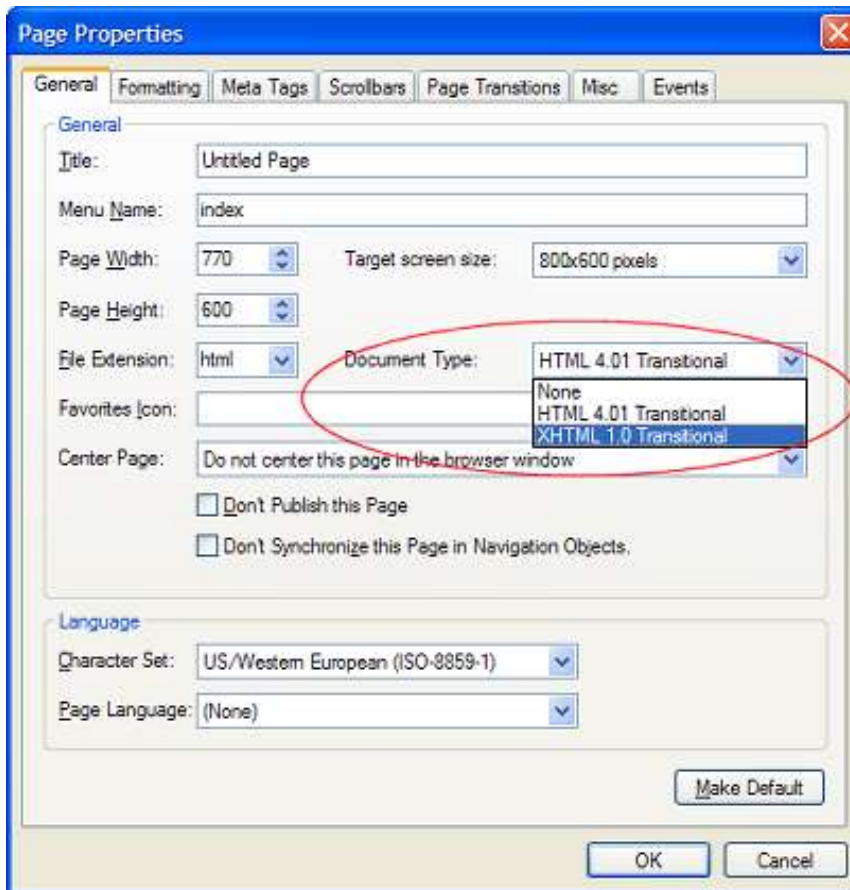 Page Properties
General Formatting Meta Tags Scrollbars Page Transtions Misc Events
General
Title: Untitled Page
Menu Name: index
Page Width: 770 Target screen size: 800x600 pixels
Page Height: 600
File Extension: html Document Type: HTML 4.01 Transitional
None
Favorites Icon: HTML 4.01 Transitional
XHTML 1.0 Transitional
Center Page: Do not center this page in the browser window
Don't Publish this Page
Don't Synchronize this Page in Navigation Objects.
Language
Character Set: US/Western European (ISO-8859-1)
Page Language: (None)
Make Default
OK Cancel